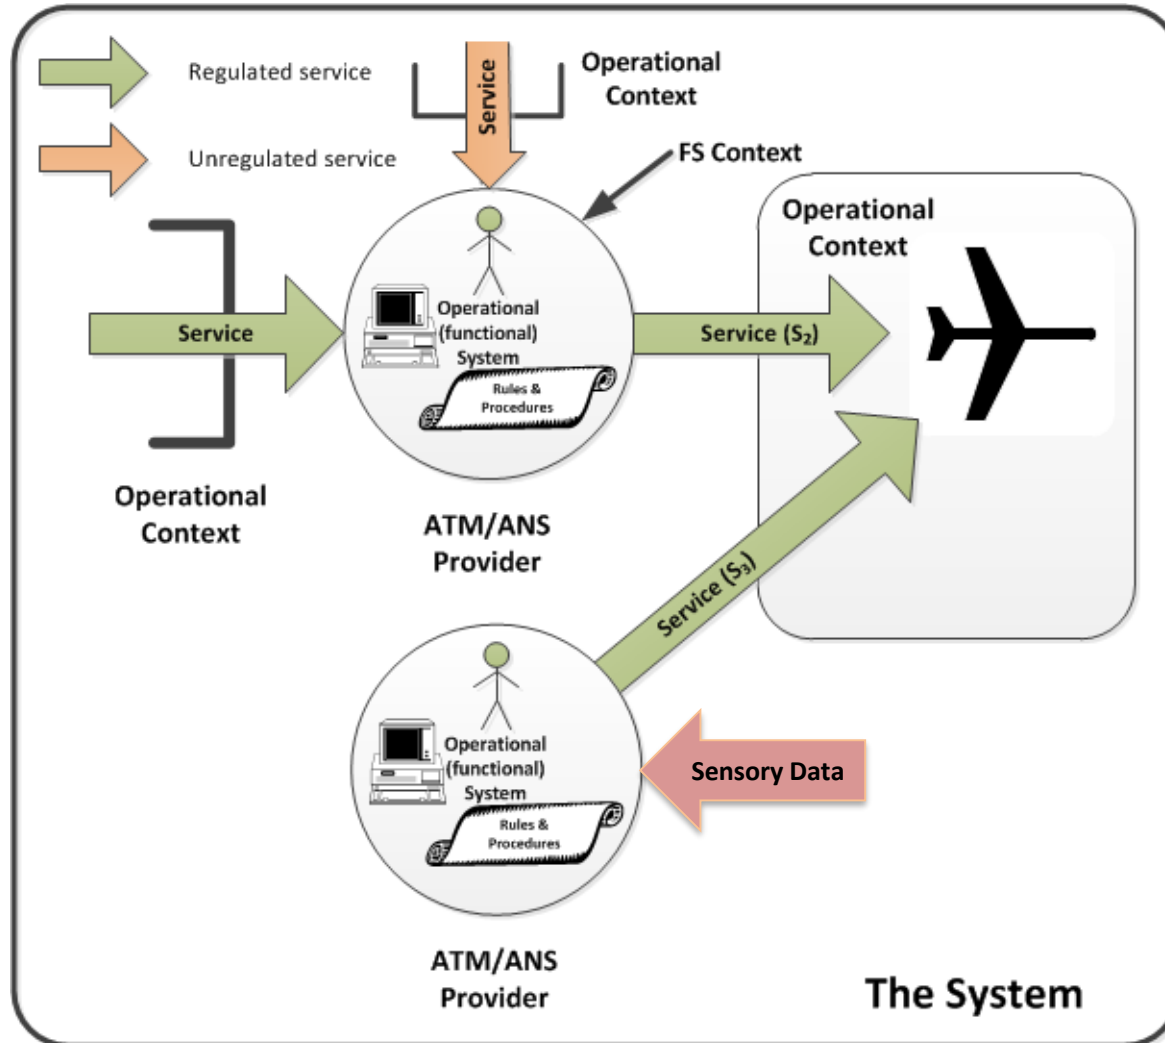 Regulated service
Unregulated service
Service
Operational
Context
FS Context
Operational
Context
Service
Operational
(functional)
System
Rules &
Procedures
Service (S₂)
Operational
Context
ATM/ANS
Provider
Service (S₃)
Operational
(functional)
System
Rules &
Procedures
Sensory Data
ATM/ANS
Provider
The System